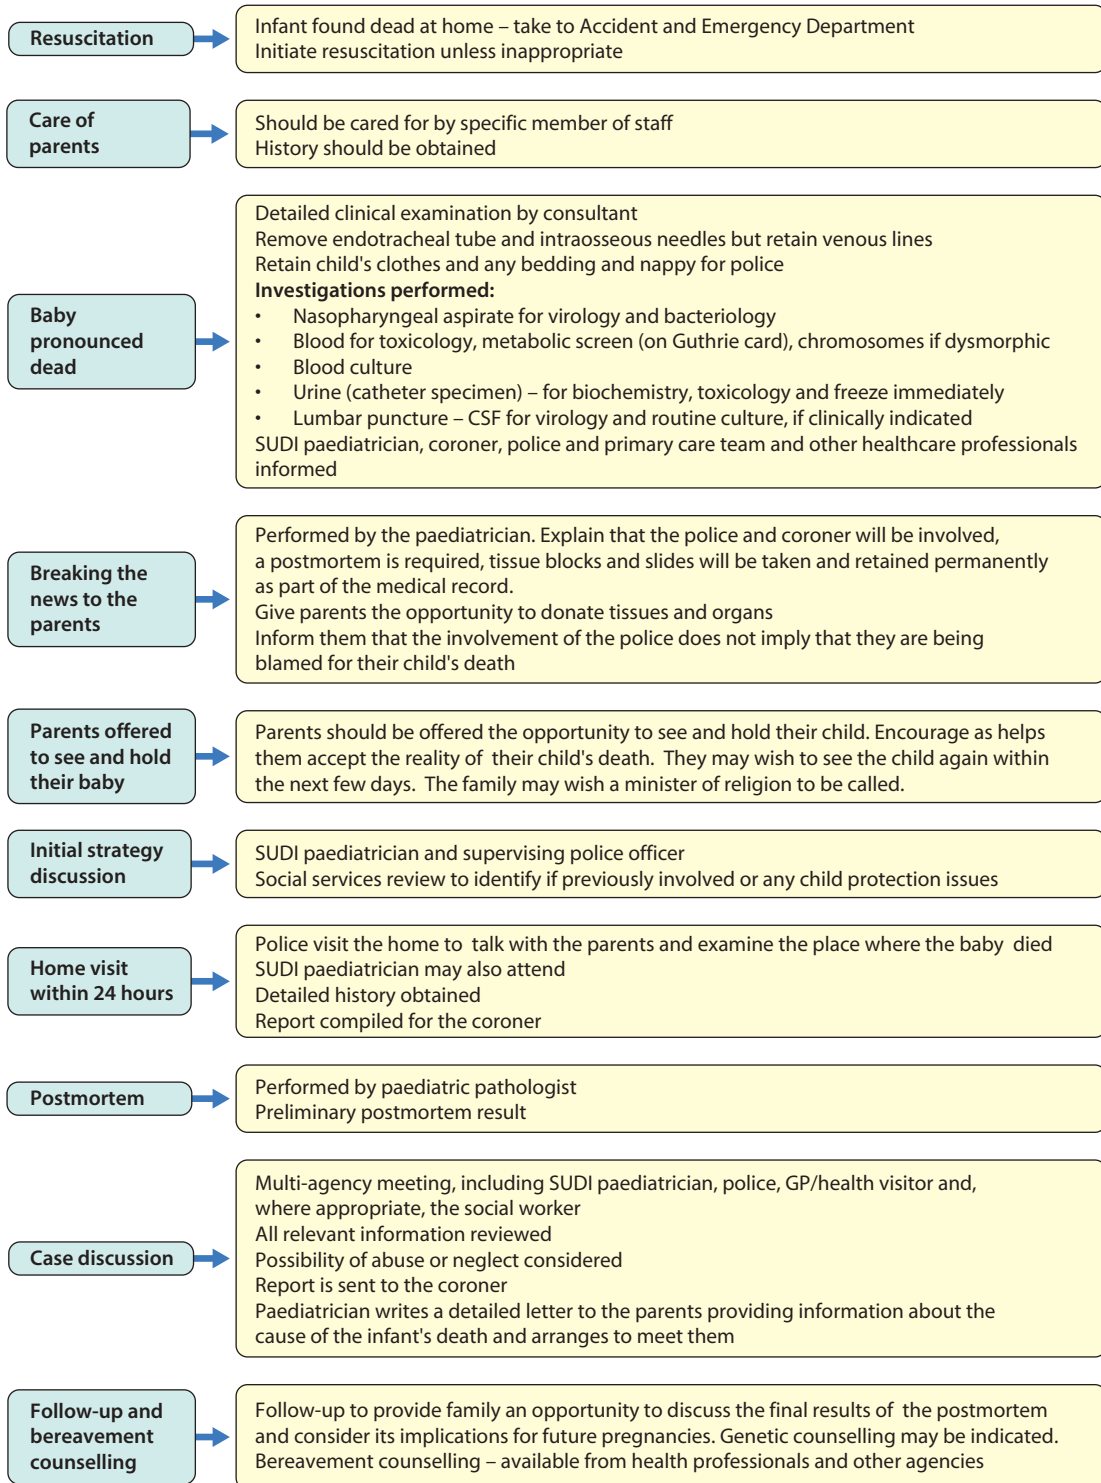 Resuscitation
Infant found dead at home – take to Accident and Emergency Department
Initiate resuscitation unless inappropriate
Care of
parents
Should be cared for by specific member of staff
History should be obtained
Baby
pronounced
dead
Detailed clinical examination by consultant
Remove endotracheal tube and intraosseous needles but retain venous lines
Retain child's clothes and any bedding and nappy for police
Investigations performed:
• Nasopharyngeal aspirate for virology and bacteriology
• Blood for toxicology, metabolic screen (on Guthrie card), chromosomes if dysmorphic
• Blood culture
• Urine (catheter specimen) – for biochemistry, toxicology and freeze immediately
• Lumbar puncture – CSF for virology and routine culture, if clinically indicated
SUDI paediatrician, coroner, police and primary care team and other healthcare professionals
informed
Breaking the
news to the
parents
Performed by the paediatrician. Explain that the police and coroner will be involved,
a postmortem is required, tissue blocks and slides will be taken and retained permanently
as part of the medical record.
Give parents the opportunity to donate tissues and organs
Inform them that the involvement of the police does not imply that they are being
blamed for their child's death
Parents offered
to see and hold
their baby
Parents should be offered the opportunity to see and hold their child. Encourage as helps
them accept the reality of their child's death. They may wish to see the child again within
the next few days. The family may wish a minister of religion to be called.
Initial strategy
discussion
SUDI paediatrician and supervising police officer
Social services review to identify if previously involved or any child protection issues
Home visit
within 24 hours
Police visit the home to talk with the parents and examine the place where the baby died
SUDI paediatrician may also attend
Detailed history obtained
Report compiled for the coroner
Postmortem
Performed by paediatric pathologist
Preliminary postmortem result
Case discussion
Multi-agency meeting, including SUDI paediatrician, police, GP/health visitor and,
where appropriate, the social worker
All relevant information reviewed
Possibility of abuse or neglect considered
Report is sent to the coroner
Paediatrician writes a detailed letter to the parents providing information about the
cause of the infant's death and arranges to meet them
Follow-up and
bereavement
counselling
Follow-up to provide family an opportunity to discuss the final results of the postmortem
and consider its implications for future pregnancies. Genetic counselling may be indicated.
Bereavement counselling – available from health professionals and other agencies